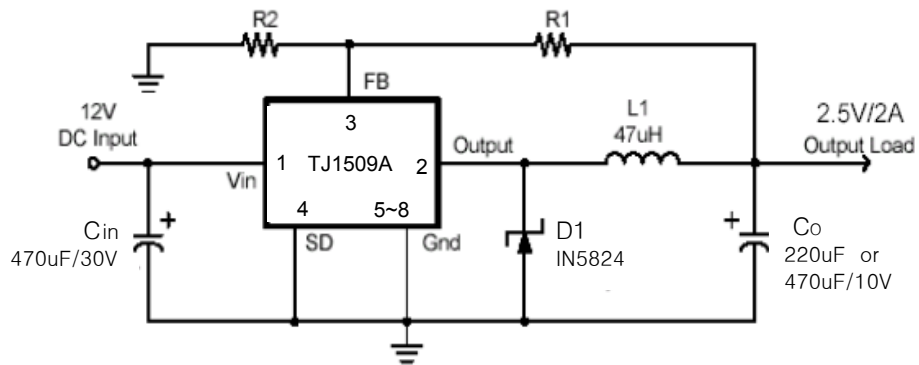 R2
R1
FB
12V
DC Input
3
L1
47uH
2.5V/2A
Output Load
1
TJ1509A
2
Output
Vin
4
5~8
Cin
470uF/30V
SD
Gnd
D1
IN5824
Co
220uF or
470uF/10V
+
+